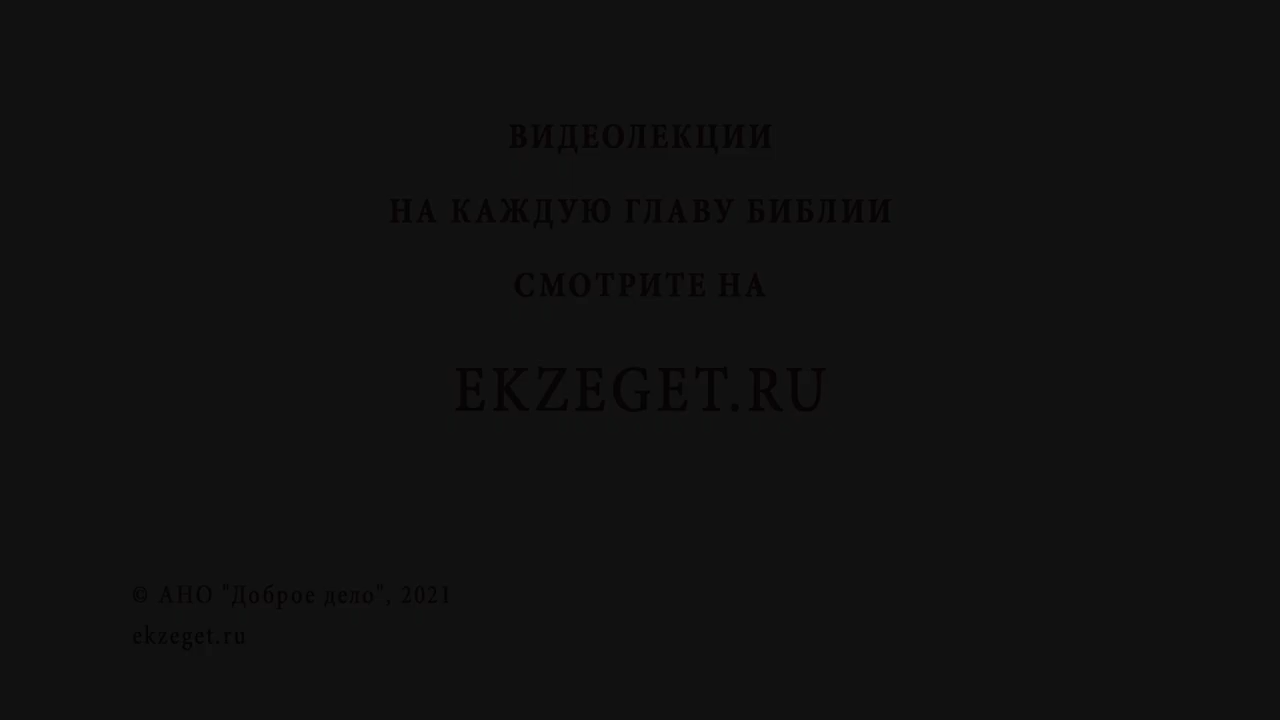 ВИДЕОЛЕКЦИИ
НА КАЖДУЮ ГЛАВУ БИБЛИИ
СМОТРИТЕ НА
EKZEGET.RU
© АНО "Доброе дело", 2021
ekzeget.ru